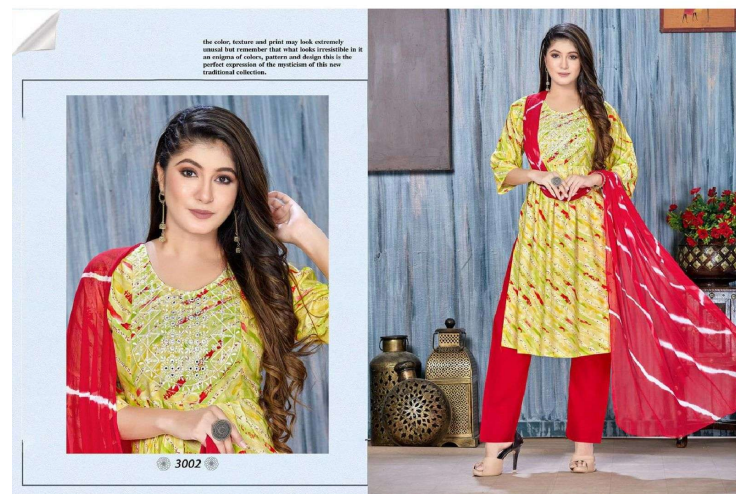 the color, texture and print may look extremely
unusal but remember that what looks irresistible in it
an enigma of colors, pattern and design this is the
perfect expression of the mysticism of this new
traditional collection.
3002